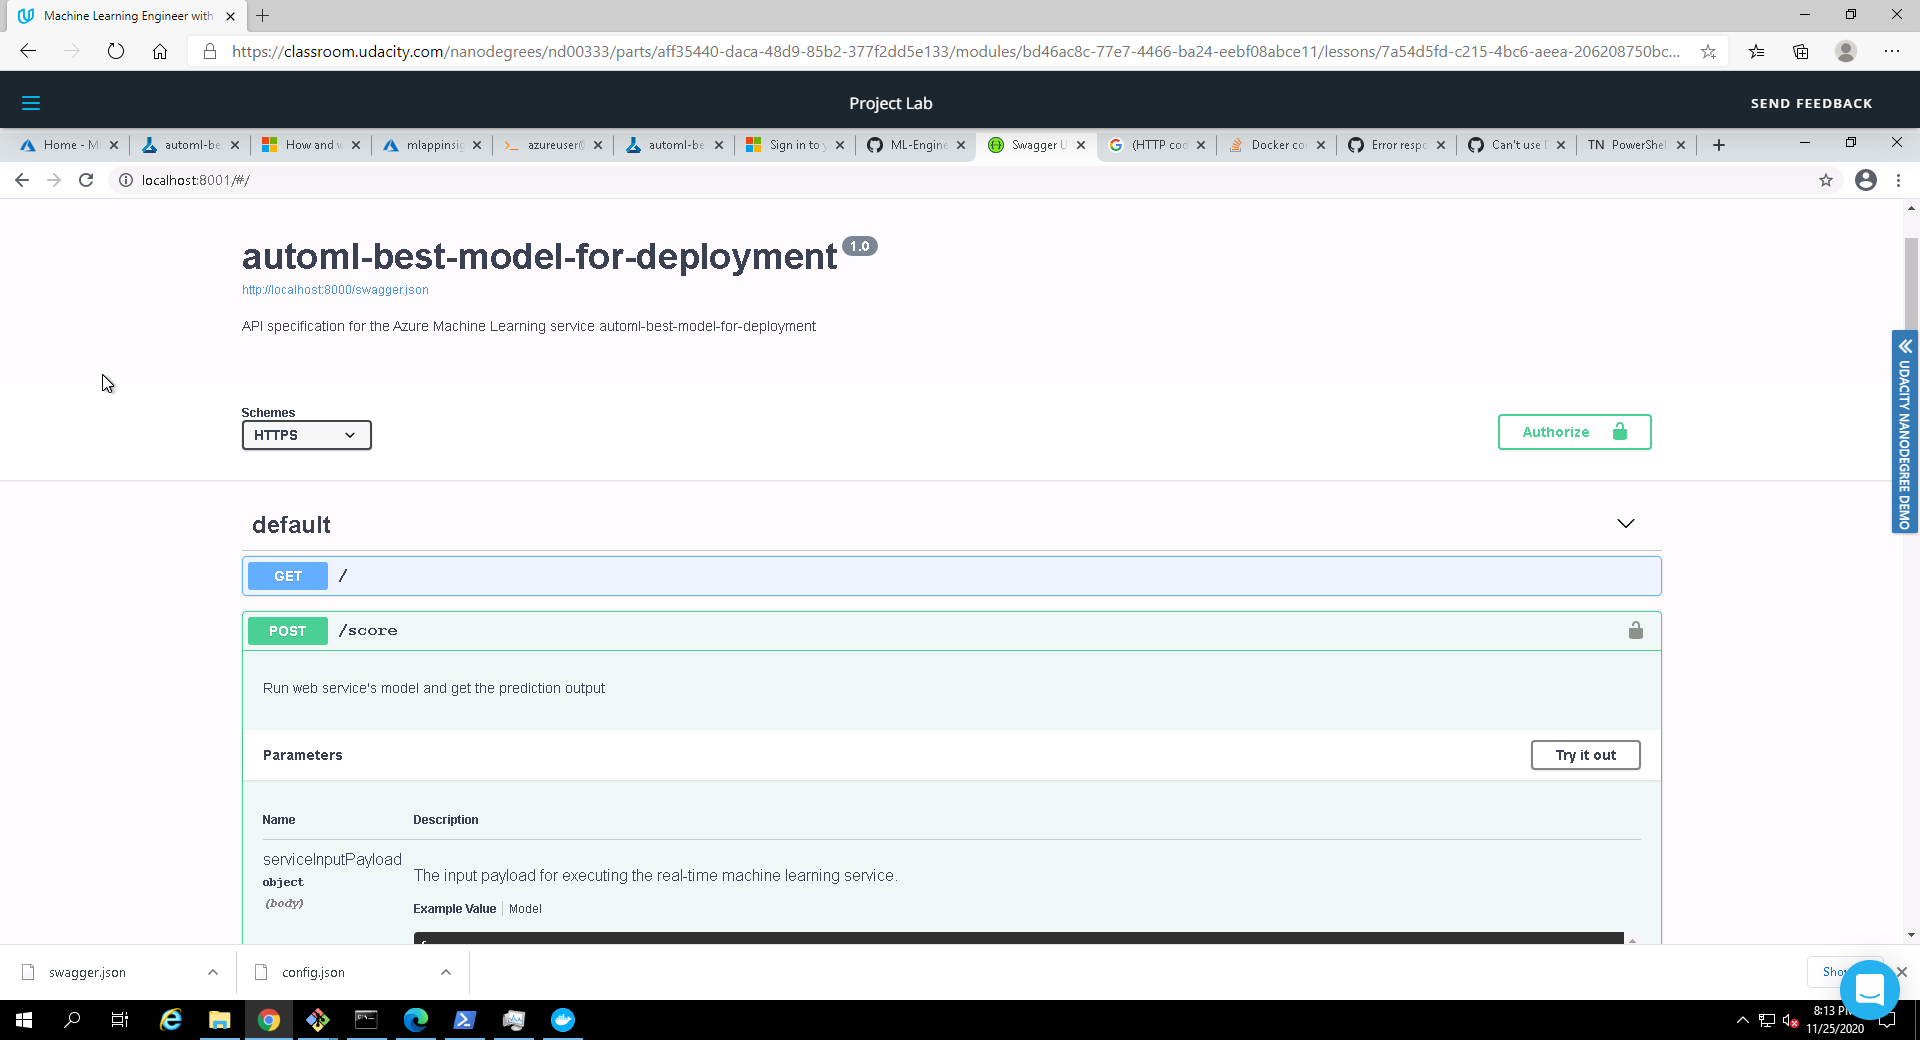 Machine Learning Engineer with
https://classroom.udacity.com/nanodegrees/nd00333/parts/aff35440-daca-48d9-85b2-377f2dd5e133/modules/bd46ac8c-77e7-4466-ba24-eebf08abce11/lessons/7a54d5fd-c215-4bc6-aeea-206208750bc...
Project Lab
SEND FEEDBACK
Home - M
automl-be
How and v
mlappinsig
azureuser@
automl-be
Sign in to y
ML-Engine
Swagger U
(HTTP cod
Docker co
Error respo
Can't use
TN PowerShel
localhost:8001/#/
automl-best-model-for-deployment 1.0
http://localhost:8000/swagger.json
API specification for the Azure Machine Learning service automl-best-model-for-deployment
Schemes
HTTPS
Authorize
UDACITY NANODEGREE DEMO
default
GET /
POST /score
Run web service's model and get the prediction output
Parameters
Try it out
Name Description
serviceInputPayload
object
(body)
The input payload for executing the real-time machine learning service.
Example Value Model
swagger.json
config.json
Show
8:13 PM
11/25/2020